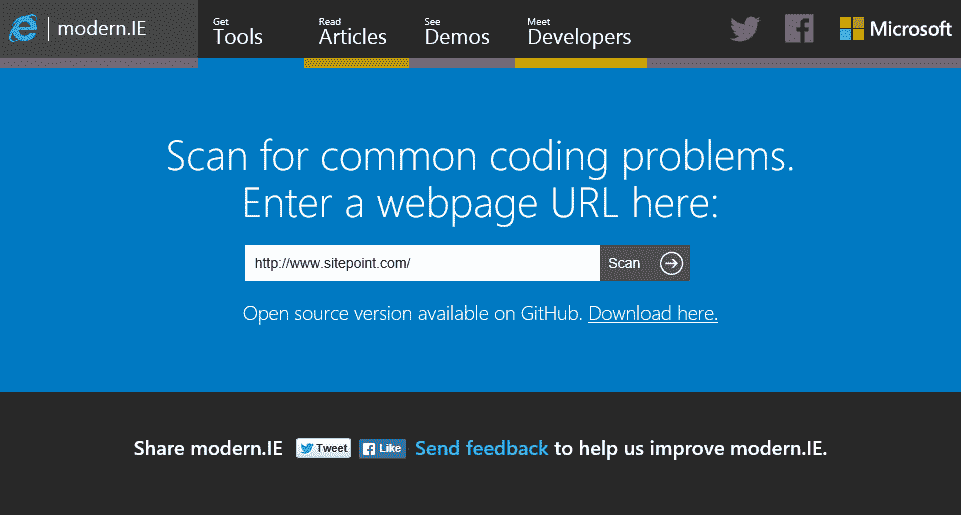 modern.IE
Get
Tools
Read
Articles
See
Demos
Meet
Developers
Microsoft
Scan for common coding problems.
Enter a webpage URL here:
http://www.sitepoint.com/ Scan
Open source version available on GitHub. Download here.
Share modern.IE Tweet Like Send feedback to help us improve modern.IE.